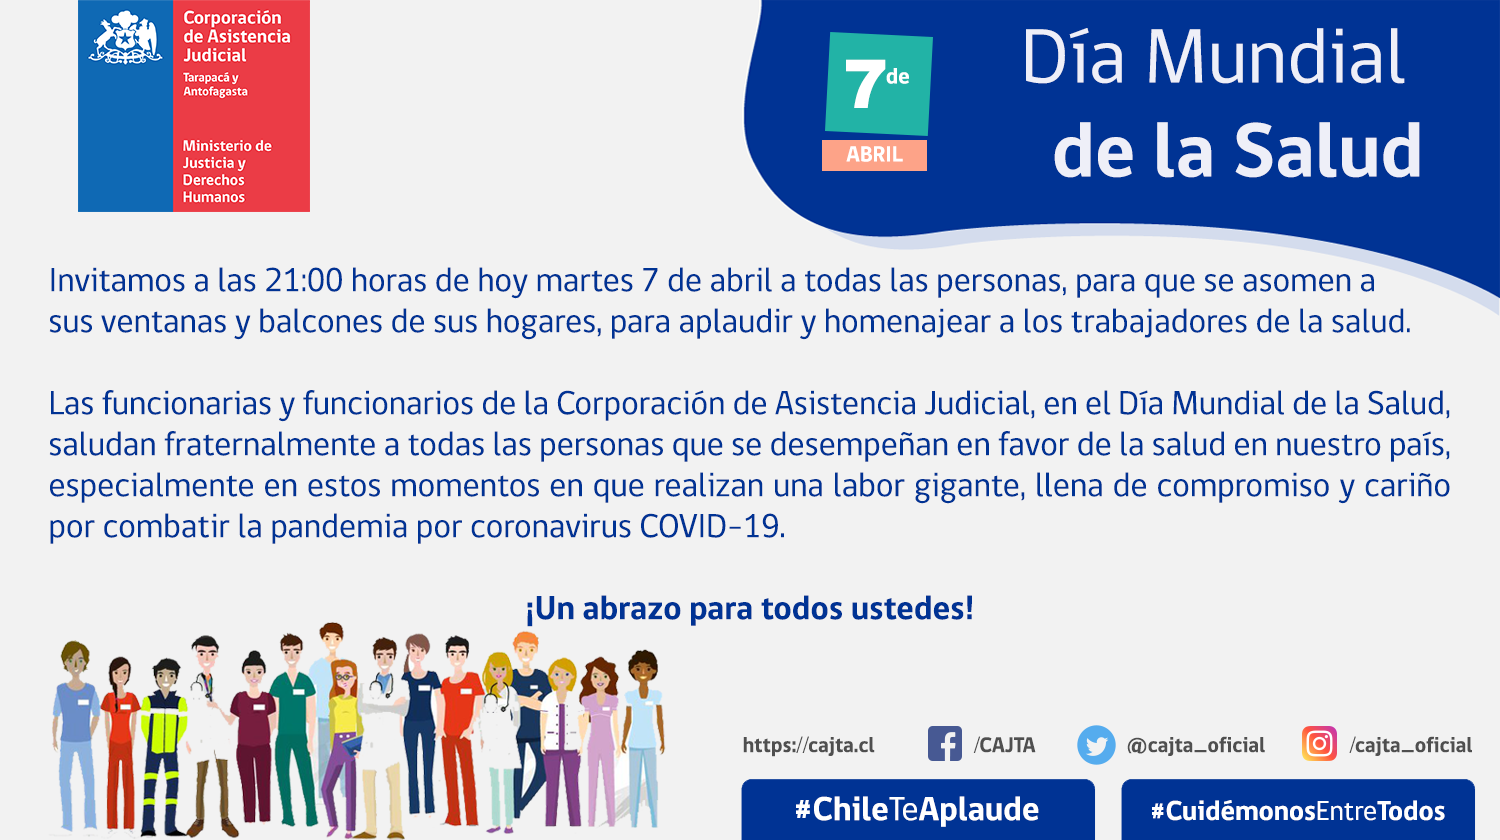 Corporación
de Asistencia
Judicial
Tarapacá y
Antofagasta
Ministerio de
Justicia y
Derechos
Humanos
7 de
ABRIL
Día Mundial
de la Salud
Invitamos a las 21:00 horas de hoy martes 7 de abril a todas las personas, para que se asomen a
sus ventanas y balcones de sus hogares, para aplaudir y homenajear a los trabajadores de la salud.
Las funcionarias y funcionarios de la Corporación de Asistencia Judicial, en el Día Mundial de la Salud,
saludan fraternalmente a todas las personas que se desempeñan en favor de la salud en nuestro país,
especialmente en estos momentos en que realizan una labor gigante, llena de compromiso y cariño
por combatir la pandemia por coronavirus COVID-19.
¡Un abrazo para todos ustedes!
https://cajta.cl
/CAJTA
@cajta_oficial
/cajta_oficial
#ChileTeAplaude
#CuidémonosEntreTodos